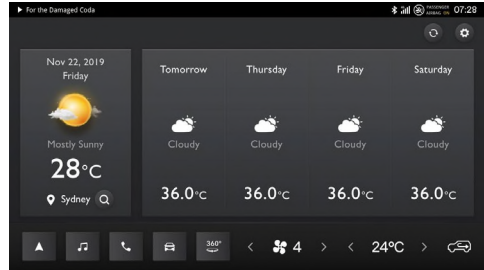 For the Damaged Coda
PASSENGER AIRBAG ON 07:28
Nov 22, 2019
Friday
Mostly Sunny
28°C
Sydney
Tomorrow
Cloudy
36.0°C
Thursday
Cloudy
36.0°C
Friday
Cloudy
36.0°C
Saturday
Cloudy
36.0°C
360°
4
24°C